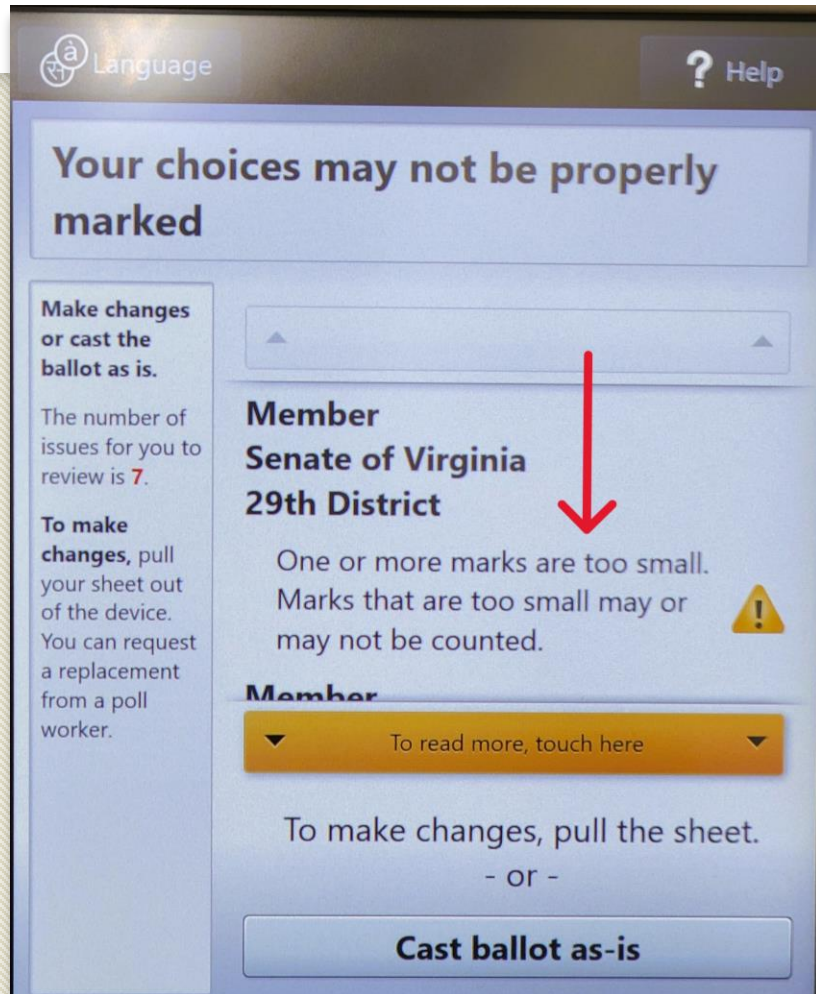 Language
? Help
Your choices may not be properly
marked
Make changes
or cast the
ballot as is.
The number of
issues for you to
review is 7.
To make
changes, pull
your sheet out
of the device.
You can request
a replacement
from a poll
worker.
Member
Senate of Virginia
29th District
One or more marks are too small.
Marks that are too small may or
may not be counted.
Member
To read more, touch here
To make changes, pull the sheet.
- or -
Cast ballot as-is